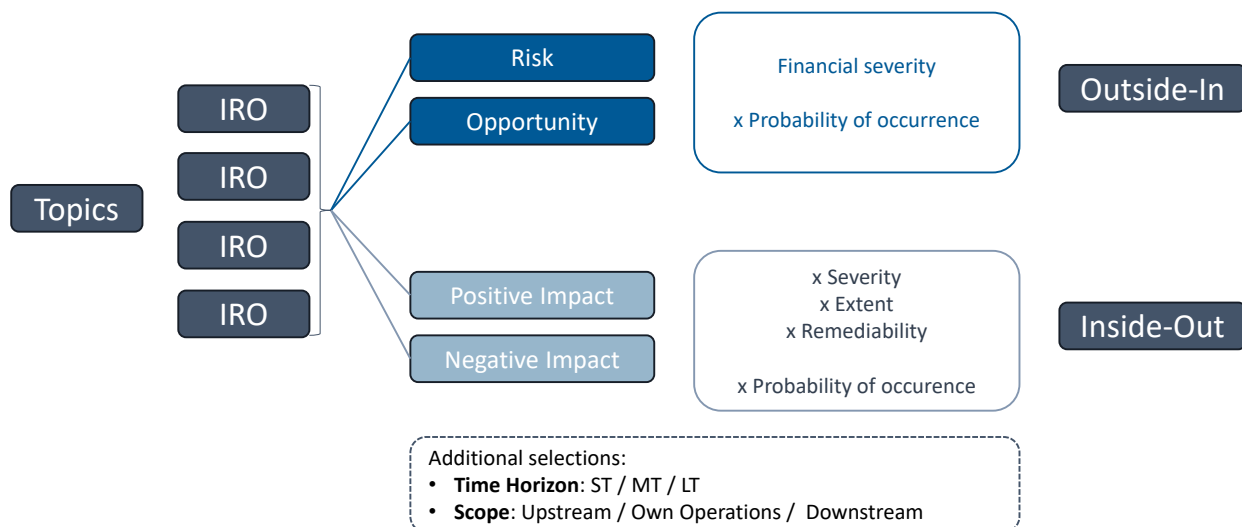 Topics
IRO
IRO
IRO
IRO
Risk
Opportunity
Financial severity
x Probability of occurrence
Outside-In
Positive Impact
Negative Impact
x Severity
x Extent
x Remediability
x Probability of occurence
Inside-Out
Additional selections:
• Time Horizon: ST / MT / LT
• Scope: Upstream / Own Operations / Downstream